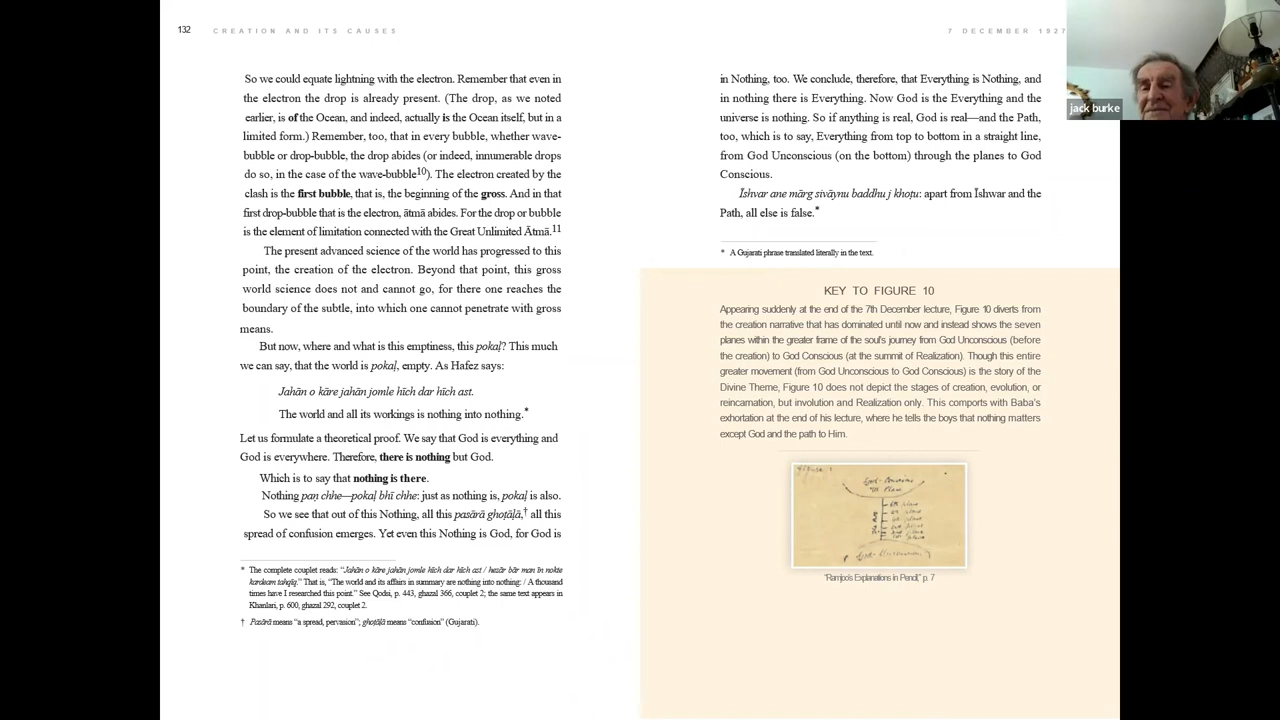 132 CREATION AND ITS CAUSES
So we could equate lightning with the electron. Remember that even in
the electron the drop is already present. (The drop, as we noted
earlier, is of the Ocean, and indeed, actually is the Ocean itself, but in a
limited form.) Remember, too, that in every bubble, whether wave-
bubble or drop-bubble, the drop abides (or indeed, innumerable drops
do so, in the case of the wave-bubble10). The electron created by the
clash is the first bubble, that is, the beginning of the gross. And in that
first drop-bubble that is the electron, ātmā abides. For the drop or bubble
is the element of limitation connected with the Great Unlimited Ātmā.11
The present advanced science of the world has progressed to this
point, the creation of the electron. Beyond that point, this gross
world science does not and cannot go, for there one reaches the
boundary of the subtle, into which one cannot penetrate with gross
means.
But now, where and what is this emptiness, this pokaḷ? This much
we can say, that the world is pokaḷ, empty. As Hafez says:
Jahān o kāre jahān jomle hīch dar hīch ast.
The world and all its workings is nothing into nothing.*
Let us formulate a theoretical proof. We say that God is everything and
God is everywhere. Therefore, there is nothing but God.
Which is to say that nothing is there.
Nothing paṇ chhe—pokaḷ bhī chhe: just as nothing is, pokaḷ is also.
So we see that out of this Nothing, all this pasārā ghoṭāḷā,† all this
spread of confusion emerges. Yet even this Nothing is God, for God is
* The complete couplet reads: “Jahān o kāre jahān jomle hīch dar hīch ast / hezār bār man īn nokte
kardeam tahqīq.” That is, “The world and its affairs in summary are nothing into nothing: / A thousand
times have I researched this point.” See Qodsi, p. 443, ghazal 366, couplet 2; the same text appears in
Khanlari, p. 600, ghazal 292, couplet 2.
† Pasārā means “a spread, pervasion”; ghoṭāḷā means “confusion” (Gujarati).
7 DECEMBER 1927
in Nothing, too. We conclude, therefore, that Everything is Nothing, and
in nothing there is Everything. Now God is the Everything and the
universe is nothing. So if anything is real, God is real—and the Path,
too, which is to say, Everything from top to bottom in a straight line,
from God Unconscious (on the bottom) through the planes to God
Conscious.
Īshvar ane mārg sivāynu baddhu j khoṭu: apart from Īshwar and the
Path, all else is false.*
* A Gujarati phrase translated literally in the text.
KEY TO FIGURE 10
Appearing suddenly at the end of the 7th December lecture, Figure 10 diverts from
the creation narrative that has dominated until now and instead shows the seven
planes within the greater frame of the soul's journey from God Unconscious (before
the creation) to God Conscious (at the summit of Realization). Though this entire
greater movement (from God Unconscious to God Conscious) is the story of the
Divine Theme, Figure 10 does not depict the stages of creation, evolution, or
reincarnation, but involution and Realization only. This comports with Baba's
exhortation at the end of his lecture, where he tells the boys that nothing matters
except God and the path to Him.
God-Conscious
7th Plane
God-Unconscious
“Ramjoo's Explanations in Pencil,” p. 7
jack burke